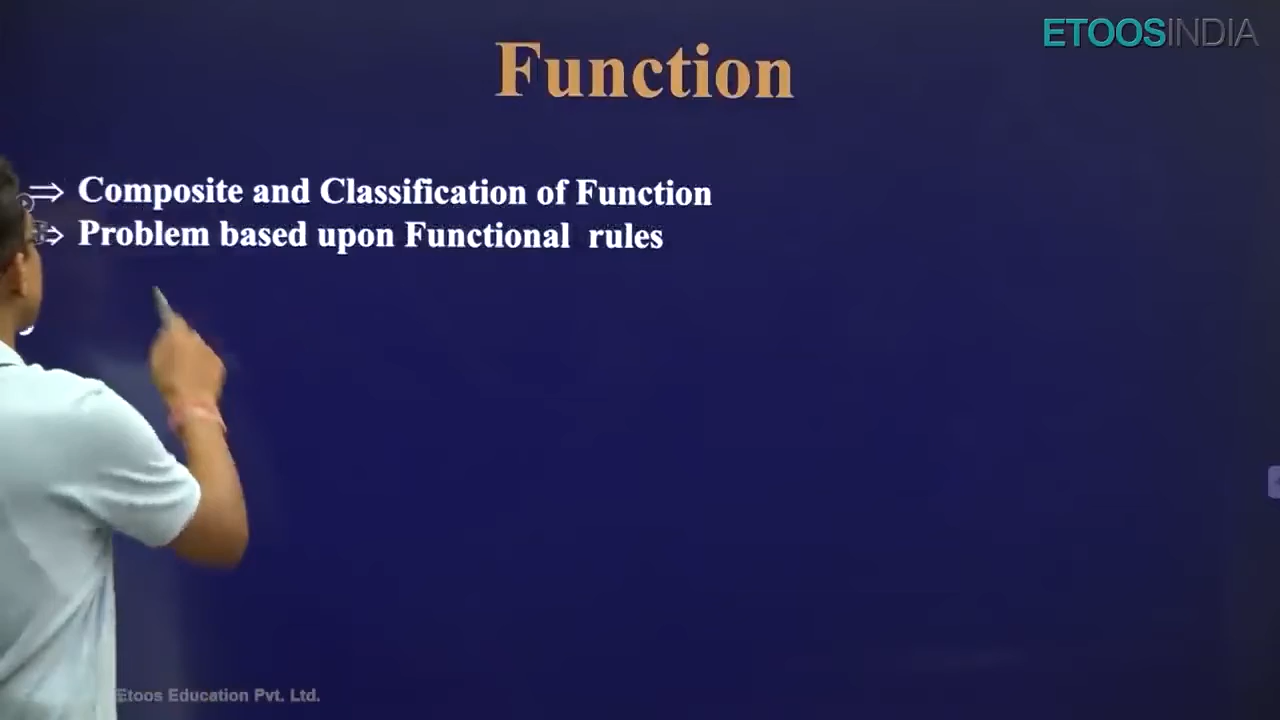 ETOOSINDIA
Function
⇒ Composite and Classification of Function
⇒ Problem based upon Functional rules
Etoos Education Pvt. Ltd.